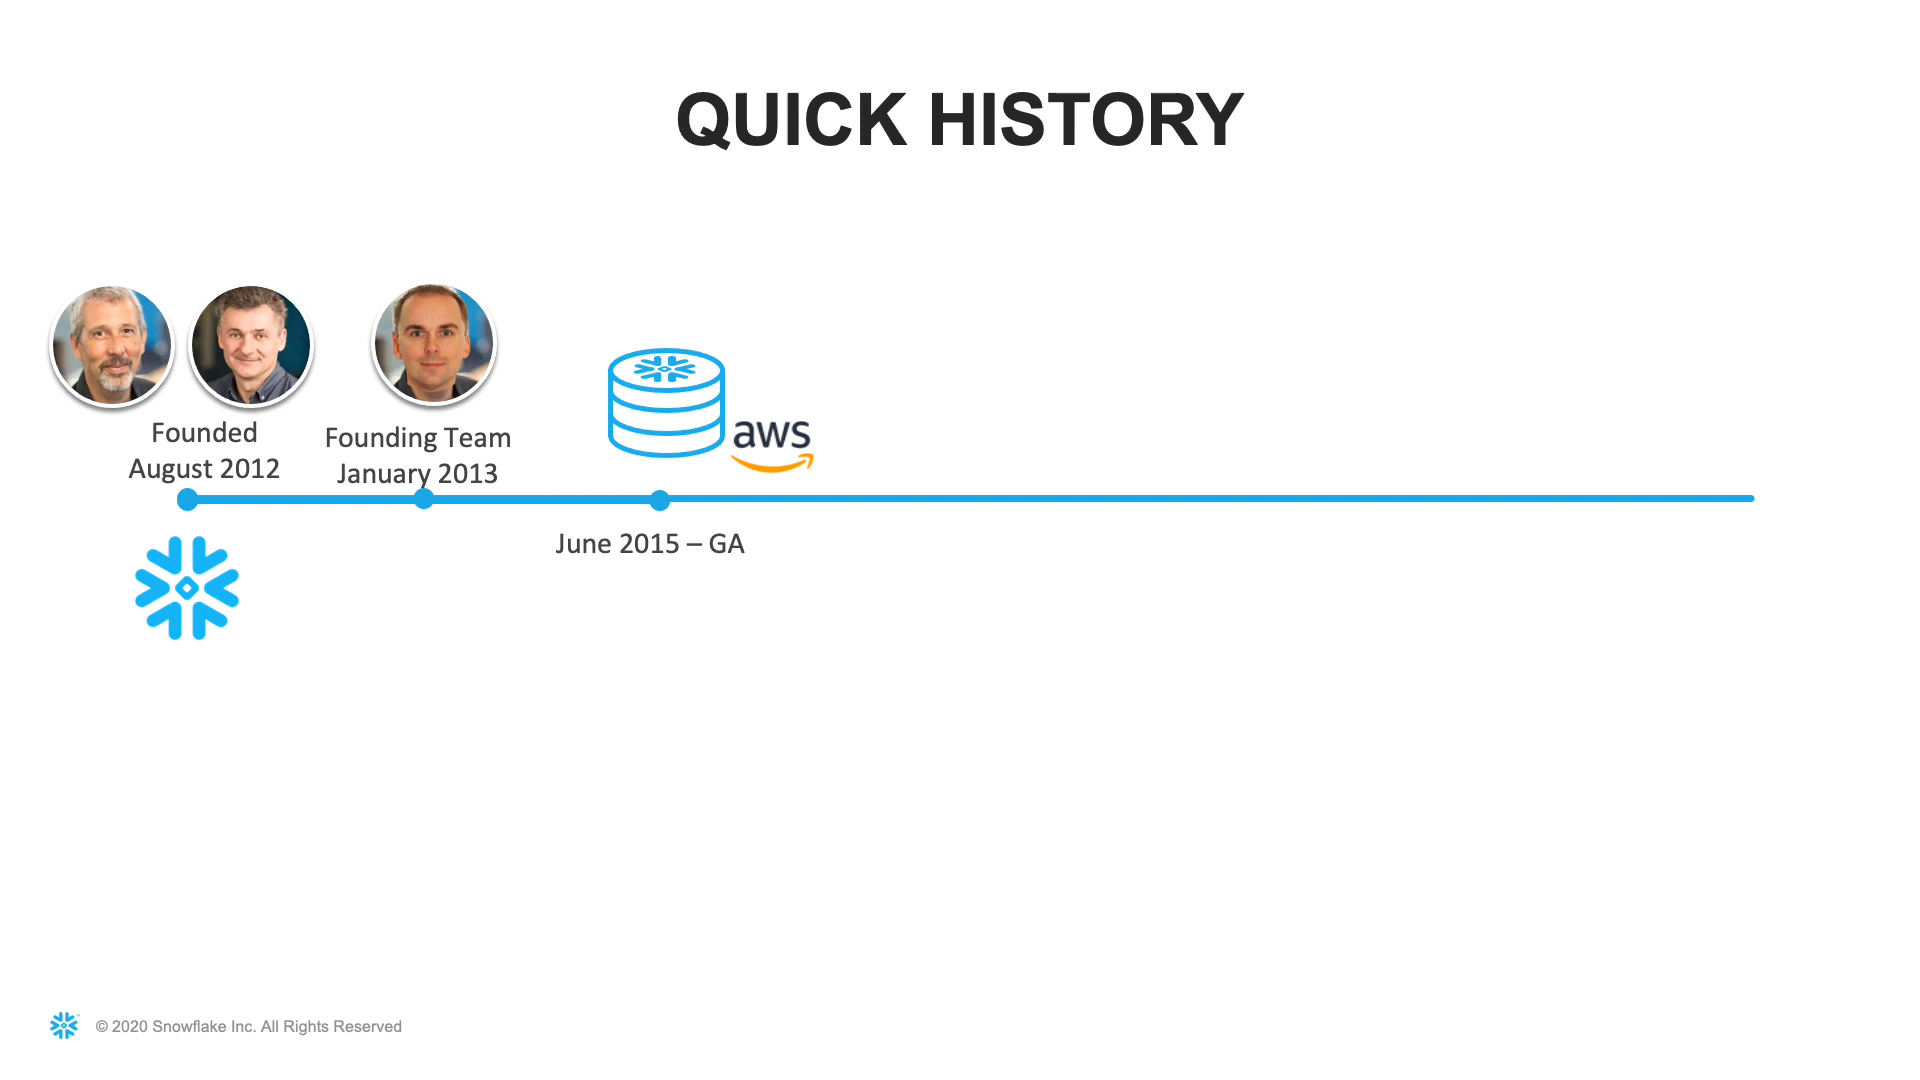 QUICK HISTORY
Founded
August 2012
Founding Team
January 2013
aws
June 2015 – GA
© 2020 Snowflake Inc. All Rights Reserved